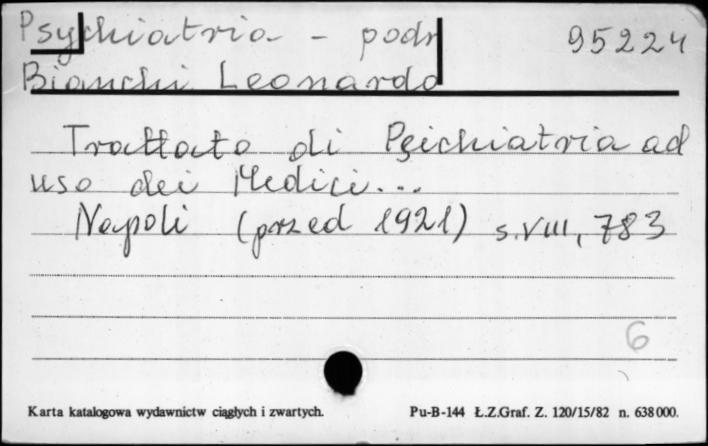 Psychiatria - podr 95224
Bianchi Leonardo
Trattato di Psichiatria ad
uso dei Medici...
Napoli (przed 1921) s. VIII, 783
6
Karta katalogowa wydawnictw ciągłych i zwartych. Pu-B-144 Ł.Z.Graf. Z. 120/15/82 n. 638000.